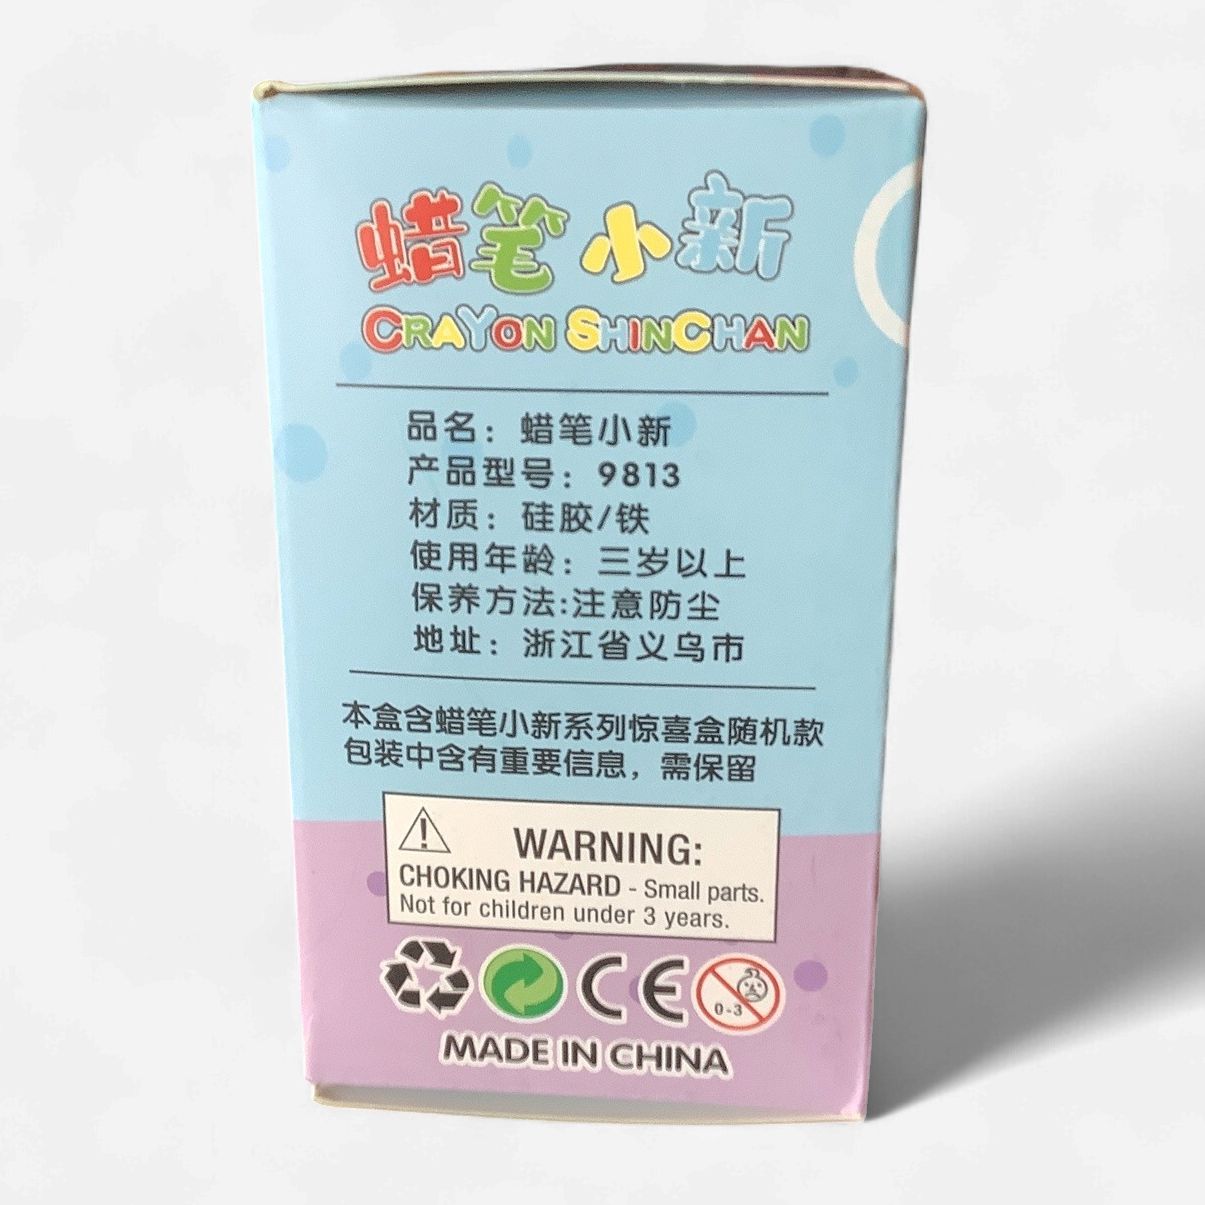 蜡笔小新
CRAYON SHINCHAN
品名：蜡笔小新
产品型号：9813
材质：硅胶/铁
使用年龄：三岁以上
保养方法:注意防尘
地址：浙江省义乌市
本盒含蜡笔小新系列惊喜盒随机款
包装中含有重要信息，需保留
WARNING:
CHOKING HAZARD - Small parts.
Not for children under 3 years.
CE
0-3
MADE IN CHINA